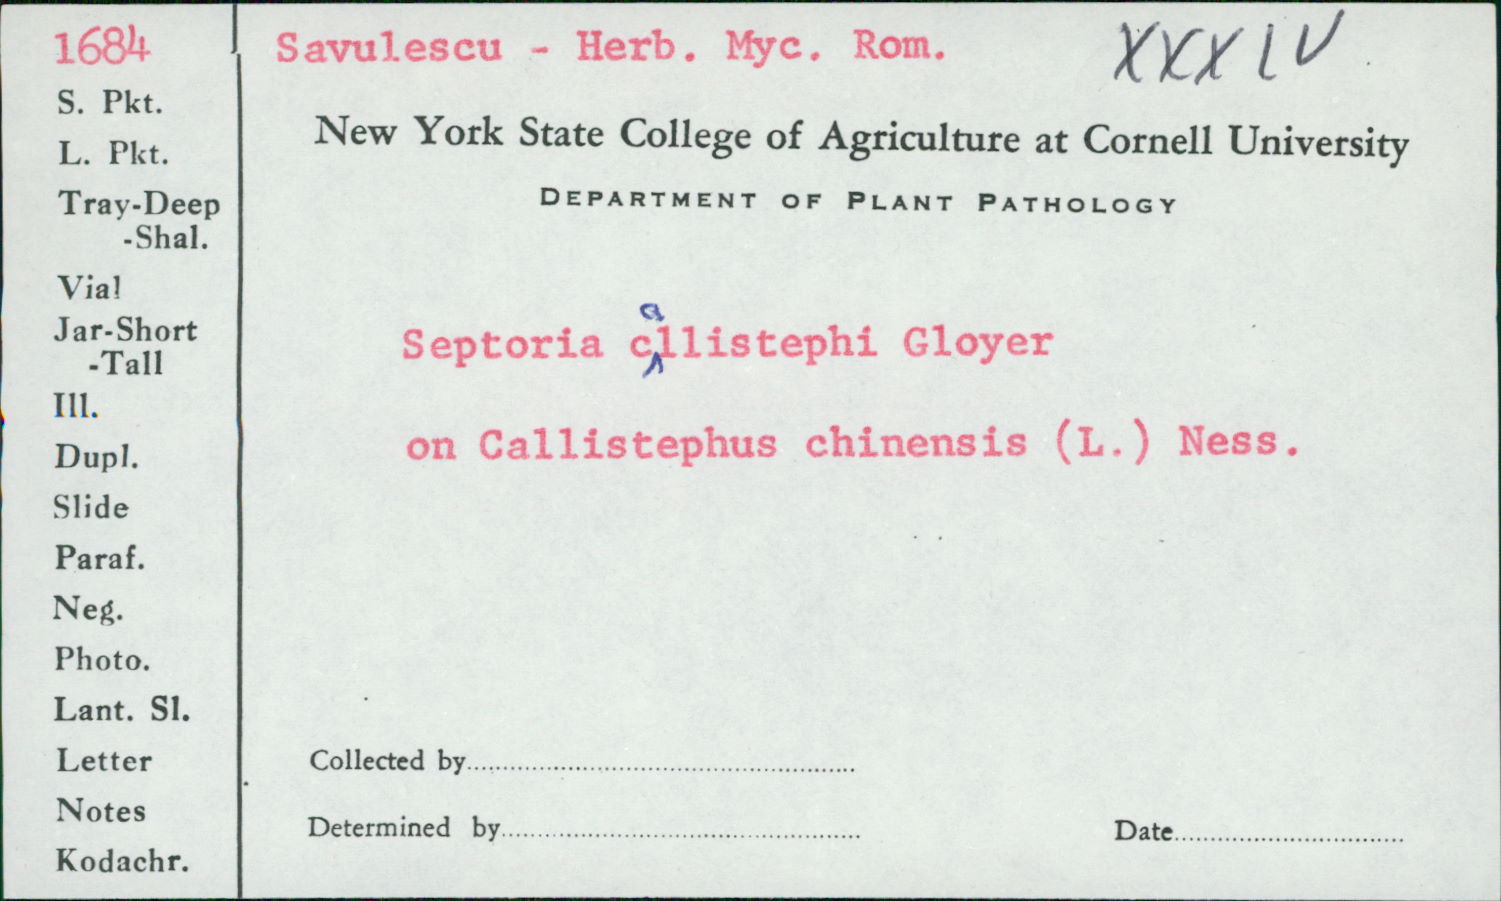 1684
Savulescu - Herb. Myc. Rom.
XXXIV
S. Pkt.
L. Pkt.
Tray-Deep
-Shal.
Vial
Jar-Short
-Tall
Ill.
Dupl.
Slide
Paraf.
Neg.
Photo.
Lant. Sl.
Letter
Notes
Kodachr.
New York State College of Agriculture at Cornell University
DEPARTMENT OF PLANT PATHOLOGY
Septoria callistephi Gloyer
on Callistephus chinensis (L.) Ness.
Collected by
Determined by
Date